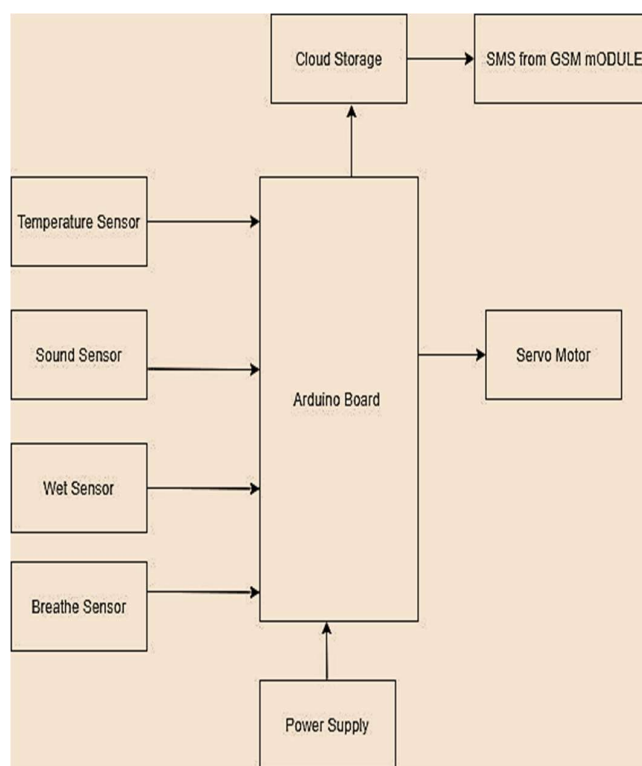 Cloud Storage
SMS from GSM mODULE
Temperature Sensor
Sound Sensor
Servo Motor
Arduino Board
Wet Sensor
Breathe Sensor
Power Supply